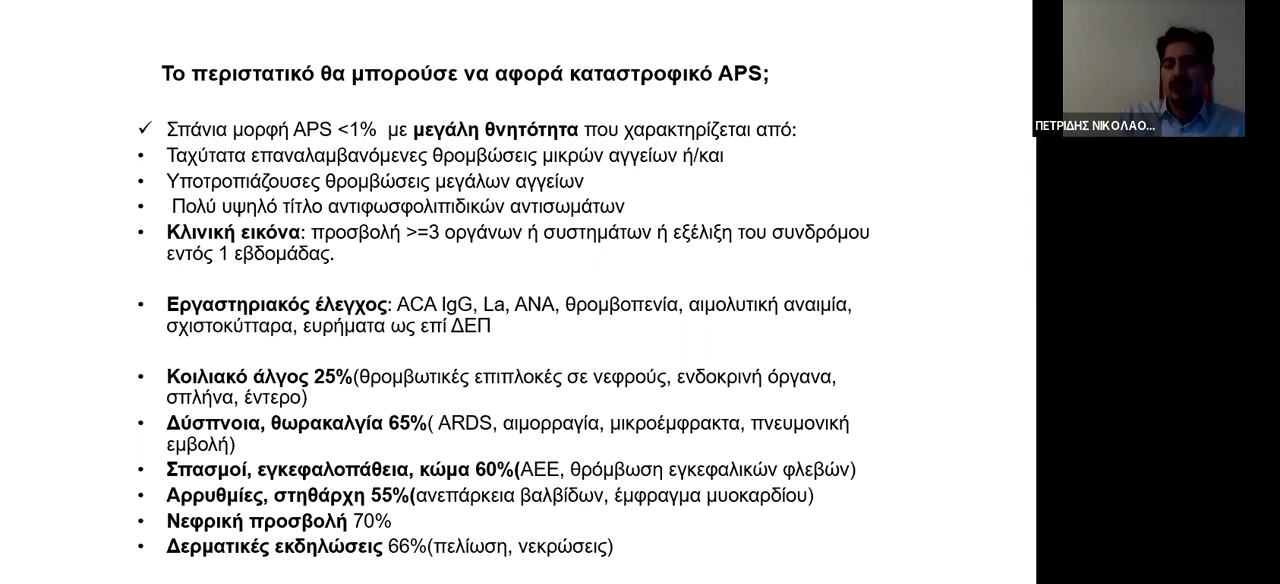 Το περιστατικό θα μπορούσε να αφορά καταστροφικό APS;
✓ Σπάνια μορφή APS <1% με μεγάλη θνητότητα που χαρακτηρίζεται από:
• Ταχύτατα επαναλαμβανόμενες θρομβώσεις μικρών αγγείων ή/και
• Υποτροπιάζουσες θρομβώσεις μεγάλων αγγείων
• Πολύ υψηλό τίτλο αντιφωσφολιπιδικών αντισωμάτων
• Κλινική εικόνα: προσβολή >=3 οργάνων ή συστημάτων ή εξέλιξη του συνδρόμου
εντός 1 εβδομάδας.
• Εργαστηριακός έλεγχος: ACA IgG, La, ANA, θρομβοπενία, αιμολυτική αναιμία,
σχιστοκύτταρα, ευρήματα ως επί ΔΕΠ
• Κοιλιακό άλγος 25%(θρομβωτικές επιπλοκές σε νεφρούς, ενδοκρινή όργανα,
σπλήνα, έντερο)
• Δύσπνοια, θωρακαλγία 65%( ARDS, αιμορραγία, μικροέμφρακτα, πνευμονική
εμβολή)
• Σπασμοί, εγκεφαλοπάθεια, κώμα 60%(ΑΕΕ, θρόμβωση εγκεφαλικών φλεβών)
• Αρρυθμίες, στηθάρχη 55%(ανεπάρκεια βαλβίδων, έμφραγμα μυοκαρδίου)
• Νεφρική προσβολή 70%
• Δερματικές εκδηλώσεις 66%(πελίωση, νεκρώσεις)
ΠΕΤΡΙΔΗΣ ΝΙΚΟΛΑΟ...